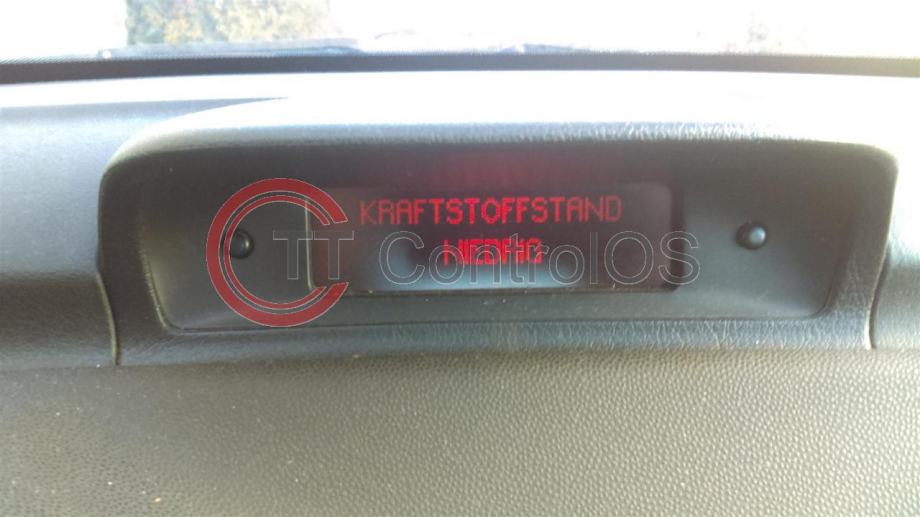 KRAFTSTOFFSTAND
NIEDRIG
TT ControlOS